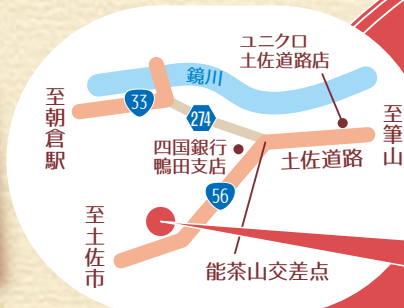 ユニクロ
土佐道路店
鏡川
至朝倉駅
33
274
至筆山
四国銀行
鴨田支店
土佐道路
56
至土佐市
能茶山交差点